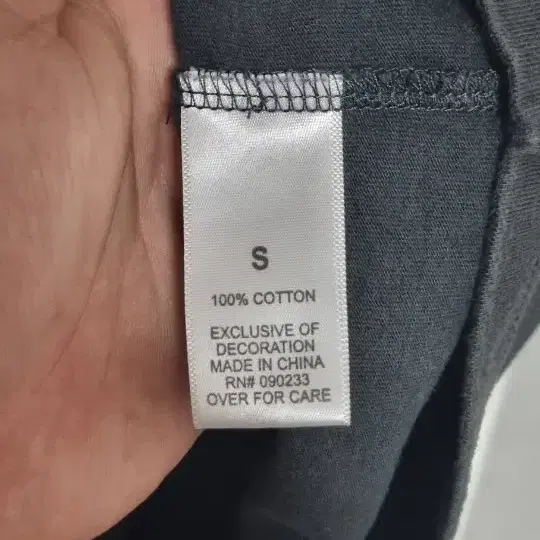 S
100% COTTON
EXCLUSIVE OF
DECORATION
MADE IN CHINA
RN# 090233
OVER FOR CARE